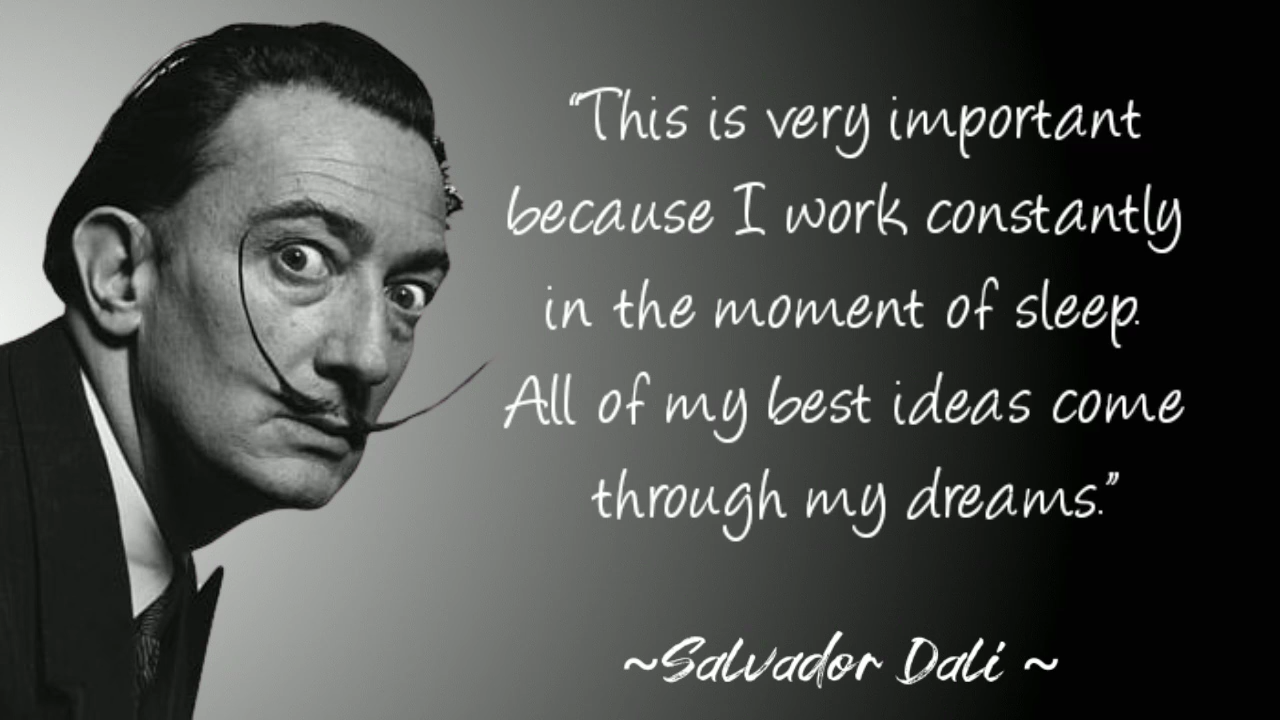 “This is very important
because I work constantly
in the moment of sleep.
All of my best ideas come
through my dreams.”
~Salvador Dali ~